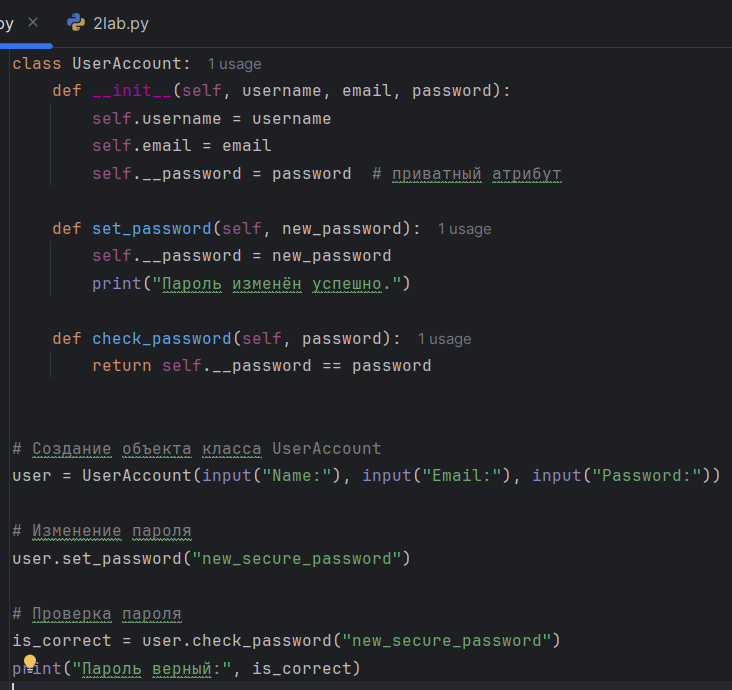 py × 2lab.py
class UserAccount: 1 usage
def __init__(self, username, email, password):
self.username = username
self.email = email
self.__password = password # приватный атрибут
def set_password(self, new_password): 1 usage
self.__password = new_password
print("Пароль изменён успешно.")
def check_password(self, password): 1 usage
return self.__password == password
# Создание объекта класса UserAccount
user = UserAccount(input("Name:"), input("Email:"), input("Password:"))
# Изменение пароля
user.set_password("new_secure_password")
# Проверка пароля
is_correct = user.check_password("new_secure_password")
print("Пароль верный:", is_correct)